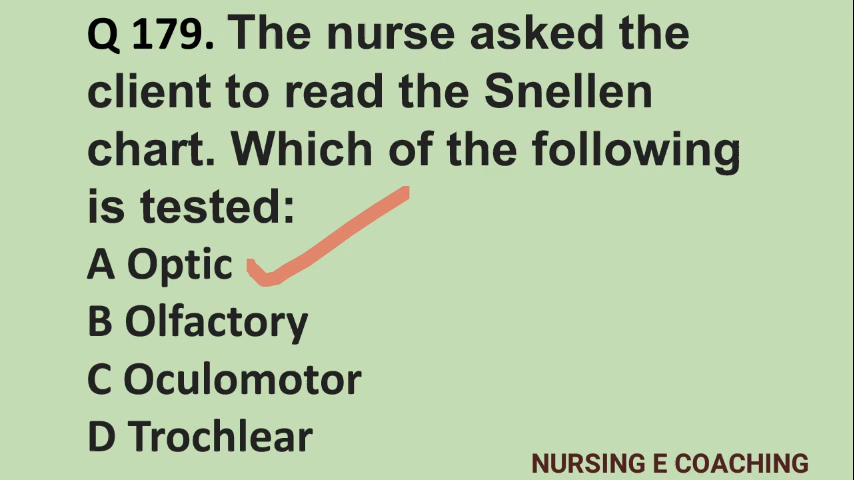 Q 179. The nurse asked the
client to read the Snellen
chart. Which of the following
is tested:
A Optic
B Olfactory
C Oculomotor
D Trochlear
NURSING E COACHING